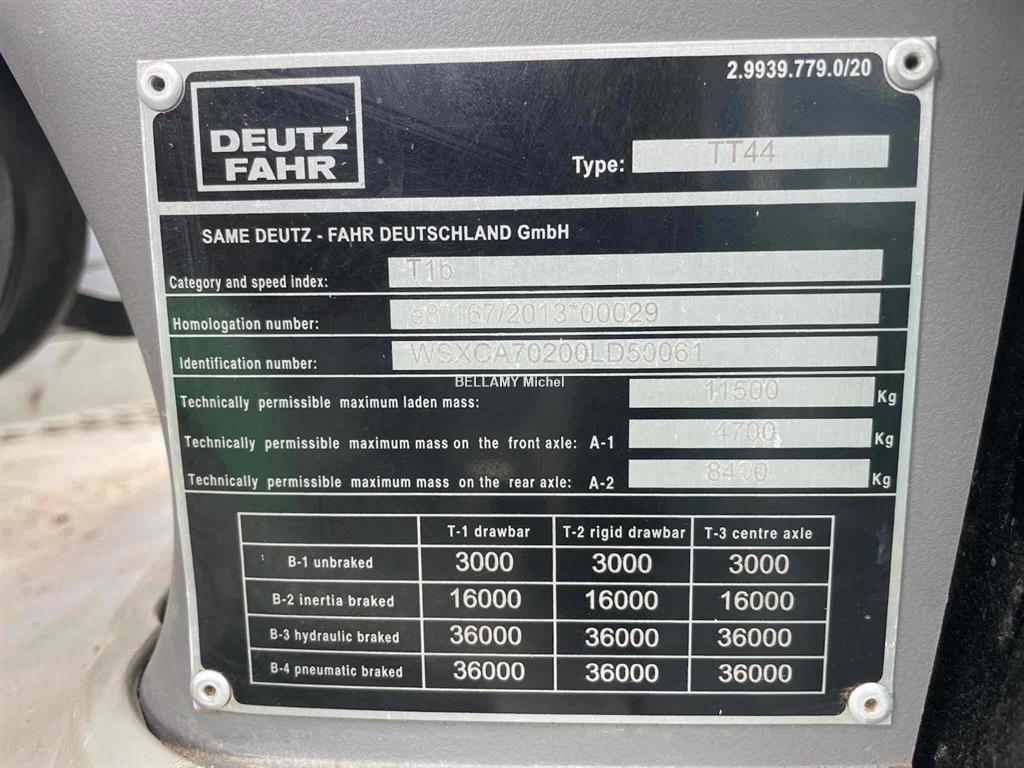 2.9939.779.0/20
DEUTZ
FAHR
Type: TT44
SAME DEUTZ - FAHR DEUTSCHLAND GmbH
Category and speed index: T1b
Homologation number: e8*167/2013*00029
Identification number: WSXCA70200LD50061
BELLAMY Michel
Technically permissible maximum laden mass: 11500 Kg
Technically permissible maximum mass on the front axle: A-1 4700 Kg
Technically permissible maximum mass on the rear axle: A-2 8400 Kg
T-1 drawbar T-2 rigid drawbar T-3 centre axle
B-1 unbraked 3000 3000 3000
B-2 inertia braked 16000 16000 16000
B-3 hydraulic braked 36000 36000 36000
B-4 pneumatic braked 36000 36000 36000